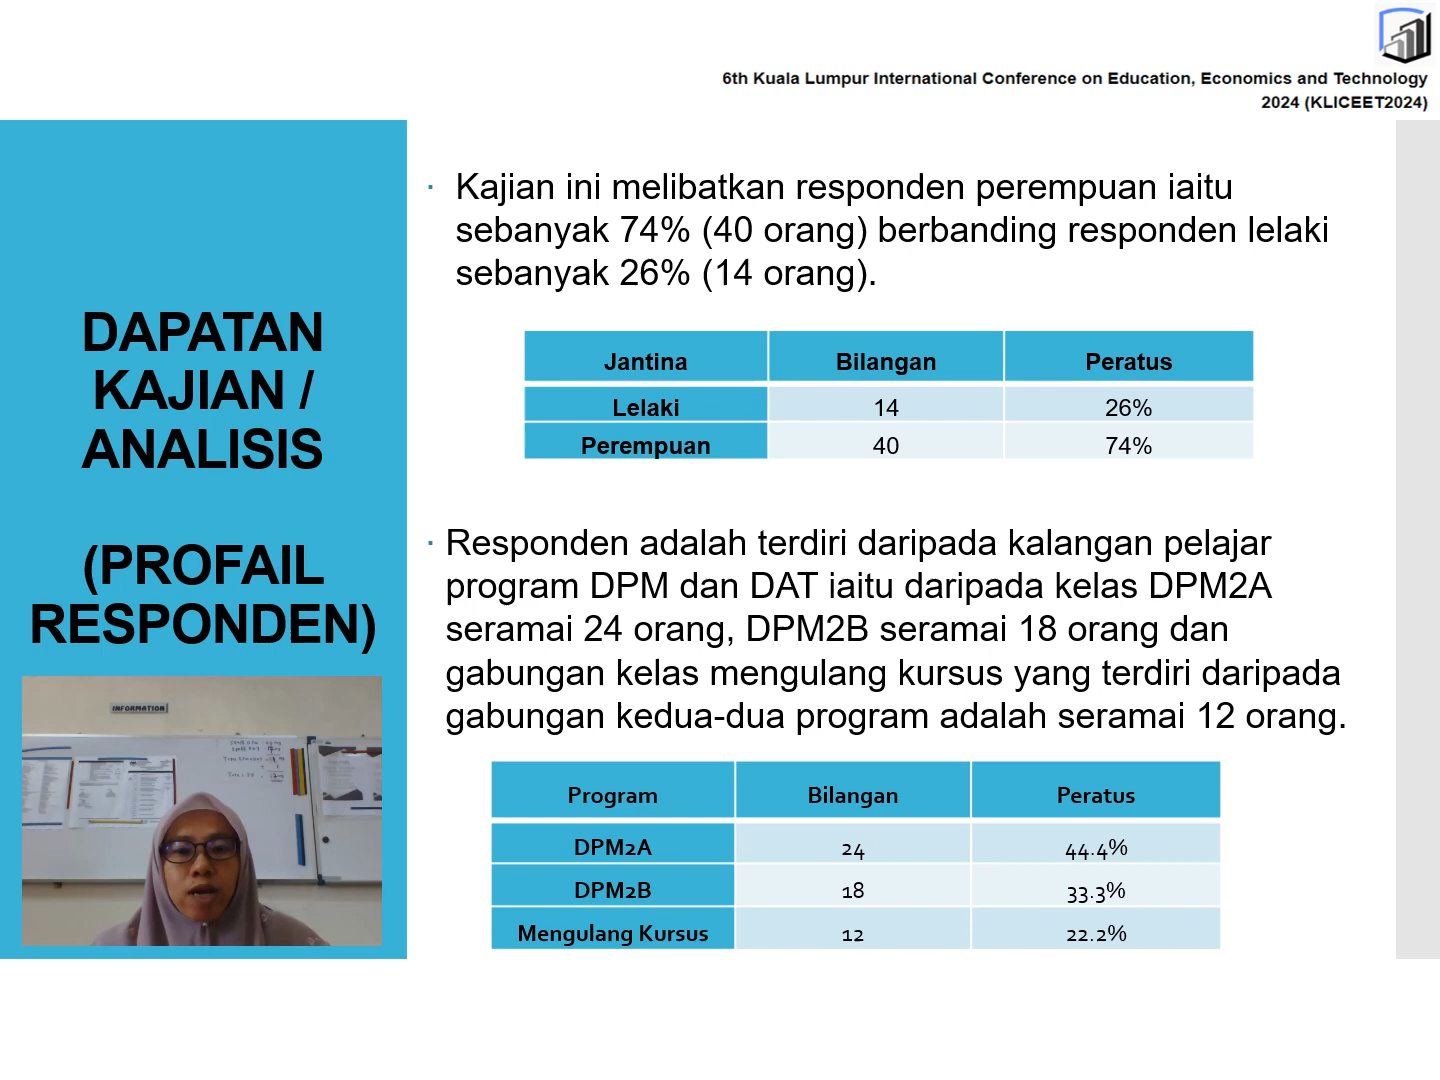 6th Kuala Lumpur International Conference on Education, Economics and Technology
2024 (KLICEET2024)
DAPATAN
KAJIAN /
ANALISIS
(PROFAIL
RESPONDEN)
INFORMATION
· Kajian ini melibatkan responden perempuan iaitu
sebanyak 74% (40 orang) berbanding responden lelaki
sebanyak 26% (14 orang).
Jantina Bilangan Peratus
Lelaki 14 26%
Perempuan 40 74%
· Responden adalah terdiri daripada kalangan pelajar
program DPM dan DAT iaitu daripada kelas DPM2A
seramai 24 orang, DPM2B seramai 18 orang dan
gabungan kelas mengulang kursus yang terdiri daripada
gabungan kedua-dua program adalah seramai 12 orang.
Program Bilangan Peratus
DPM2A 24 44.4%
DPM2B 18 33.3%
Mengulang Kursus 12 22.2%